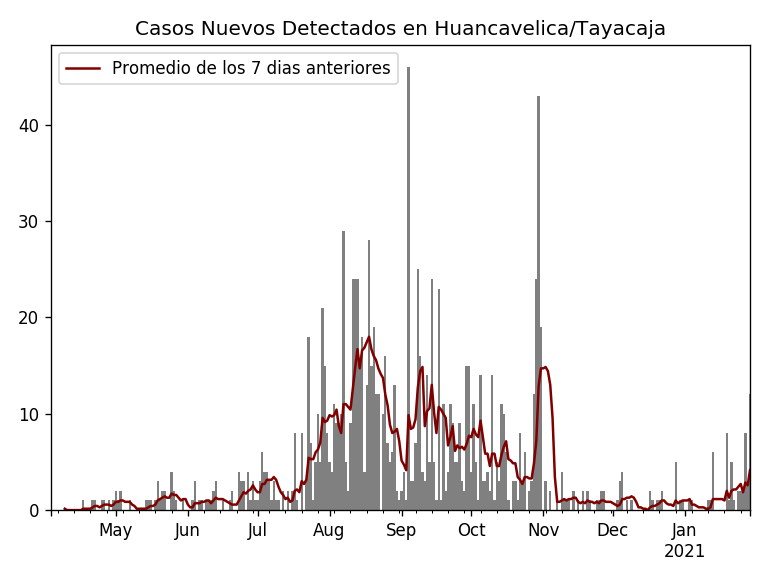 Casos Nuevos Detectados en Huancavelica/Tayacaja
Promedio de los 7 dias anteriores
40
30
20
10
0
May Jun Jul Aug Sep Oct Nov Dec Jan
2021